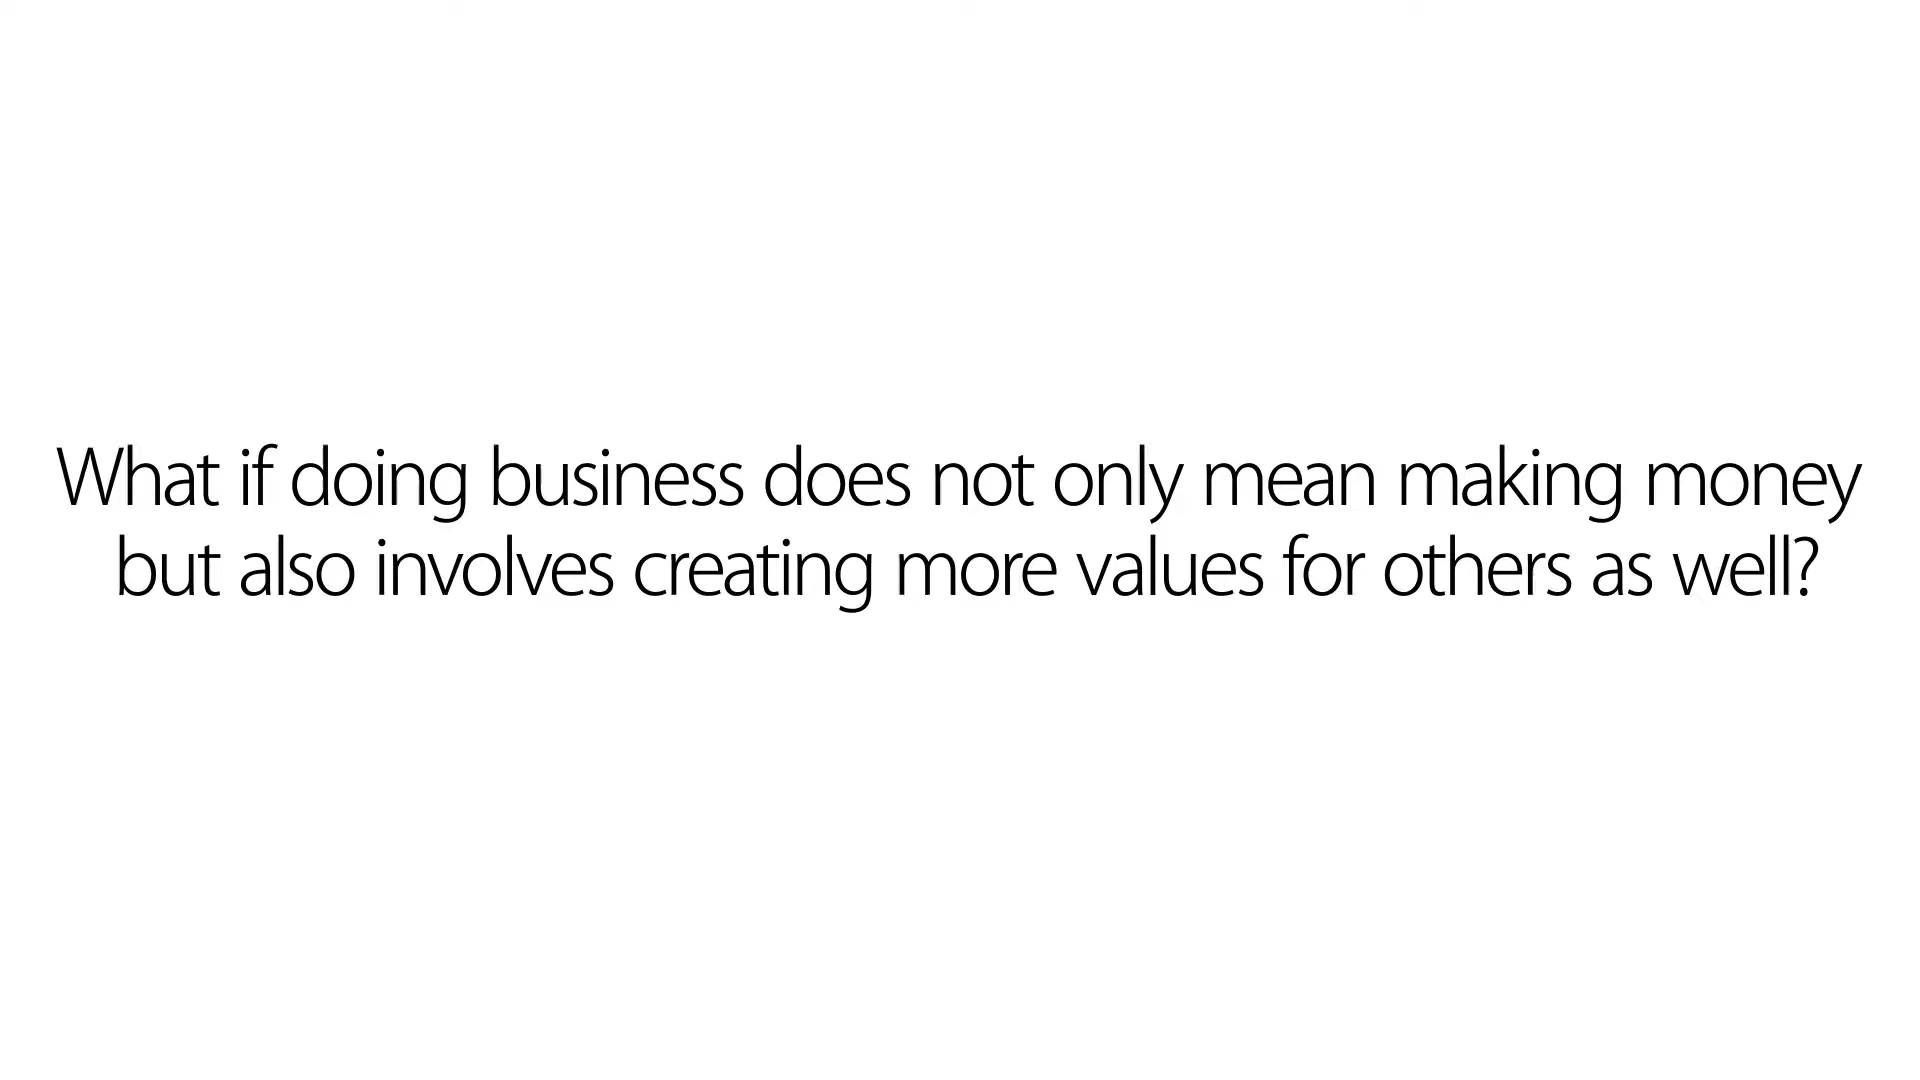 What if doing business does not only mean making money
but also involves creating more values for others as well?